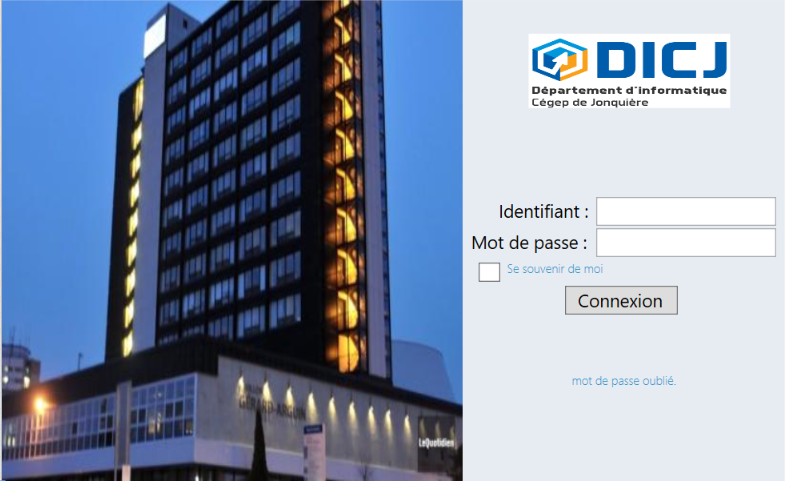 DICJ
Département d'informatique
Cégep de Jonquière
Identifiant :
Mot de passe :
Se souvenir de moi
Connexion
mot de passe oublié.
GÉRARD-ARGUIN
LeQuotidien